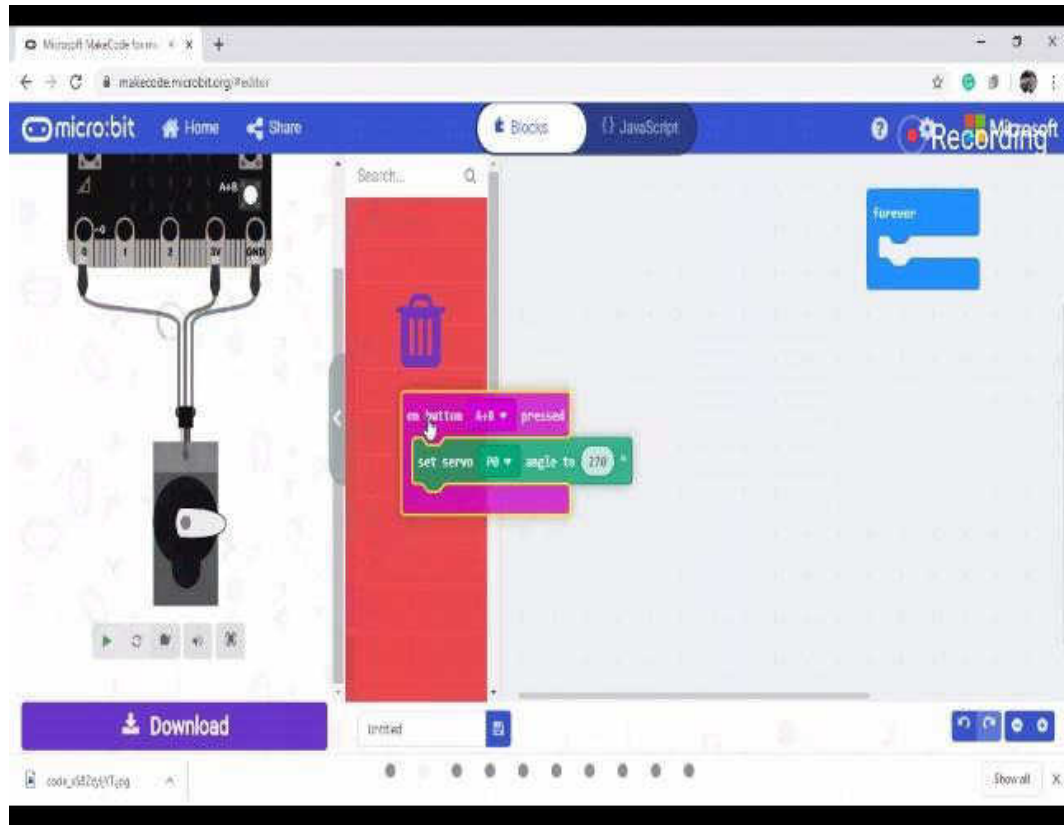 Microsoft MakeCode for mi
makecode.microbit.org/#editor
micro:bit Home Share Blocks {} JavaScript Recording Microsoft
Search...
A+B
0 1 2 3V GND
forever
on button A+B pressed
set servo P0 angle to 270 °
Download
Untitled
Show all